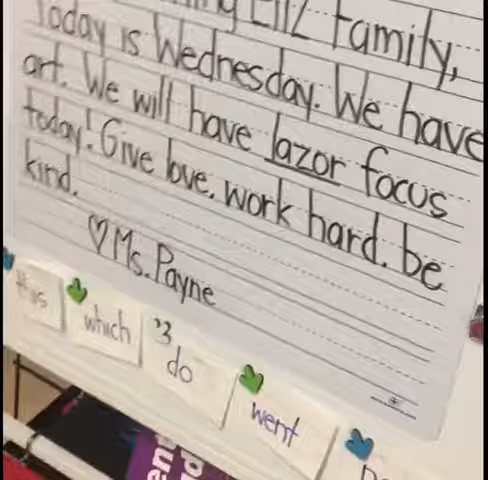 Family,
Today is Wednesday. We have
art. We will have lazor focus
today! Give love, work hard, be
kind.
♡ Ms. Payne
this
which
do
went